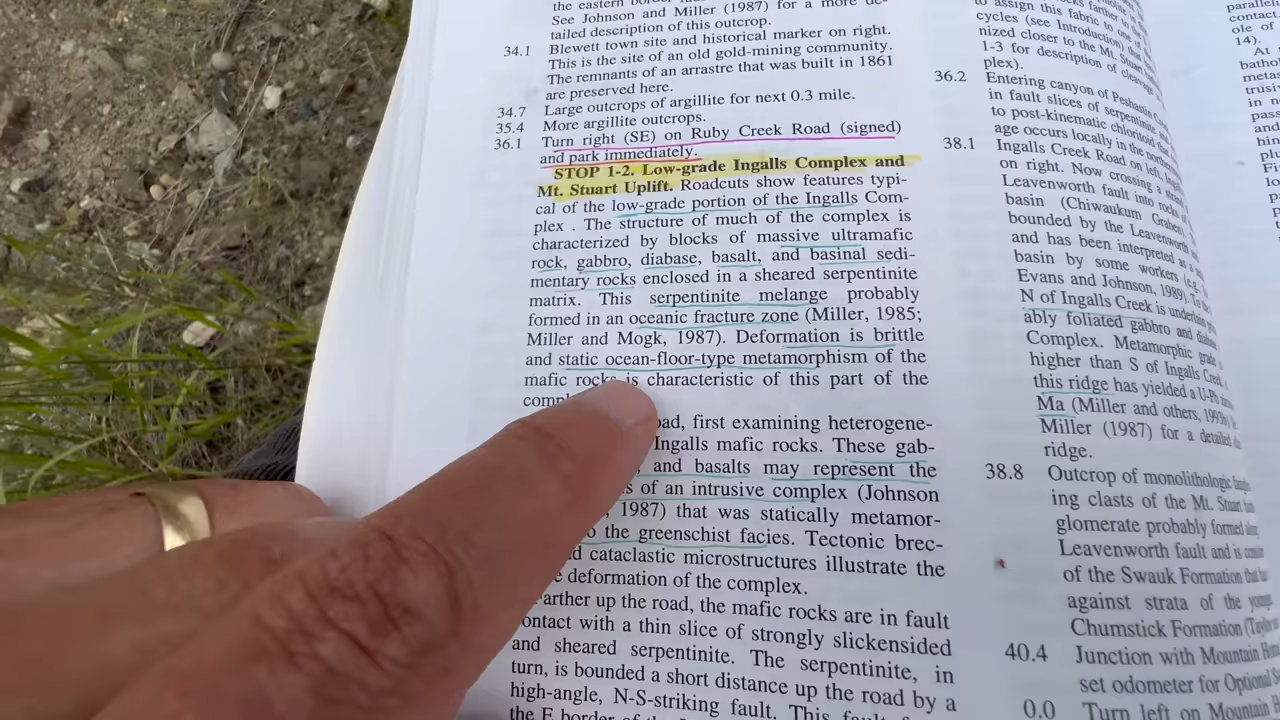 the eastern border
See Johnson and Miller (1987) for a more de-
tailed description of this outcrop.
34.1 Blewett town site and historical marker on right.
This is the site of an old gold-mining community.
The remnants of an arrastre that was built in 1861
are preserved here.
34.7 Large outcrops of argillite for next 0.3 mile.
35.4 More argillite outcrops.
36.1 Turn right (SE) on Ruby Creek Road (signed)
and park immediately.
STOP 1-2. Low-grade Ingalls Complex and
Mt. Stuart Uplift. Roadcuts show features typi-
cal of the low-grade portion of the Ingalls Com-
plex . The structure of much of the complex is
characterized by blocks of massive ultramafic
rock, gabbro, diabase, basalt, and basinal sedi-
mentary rocks enclosed in a sheared serpentinite
matrix. This serpentinite melange probably
formed in an oceanic fracture zone (Miller, 1985;
Miller and Mogk, 1987). Deformation is brittle
and static ocean-floor-type metamorphism of the
mafic rocks is characteristic of this part of the
first examining heterogene-
Ingalls mafic rocks. These gab-
and basalts may represent the
of an intrusive complex (Johnson
1987) that was statically metamor-
the greenschist facies. Tectonic brec-
cataclastic microstructures illustrate the
deformation of the complex.
arther up the road, the mafic rocks are in fault
ontact with a thin slice of strongly slickensided
and sheared serpentine. The serpentine, in
turn, is bounded a short distance up the road by a
high-angle, N-S-striking fault. This
the E border of the
to assign this fabric to one of
cycles (see Introduction) that
nized closer to the Mt. Stuart
1-3 for description of cleavage
plex).
36.2 Entering canyon of Peshastin
in fault slices of serpentine,
to post-kinematic chloritoid
age occurs locally in the
38.1 Ingalls Creek Road on left,
on right. Now crossing a
Leavenworth fault into rocks of
basin (Chiwaukum Graben)
bounded by the Leavenworth
and has been interpreted as a
basin by some workers (e.g.,
Evans and Johnson, 1989). To
N of Ingalls Creek is underlain
ably foliated gabbro and
Complex. Metamorphic grade
higher than S of Ingalls
this ridge has yielded a U-Pb
Ma (Miller and others,
Miller (1987) for a detailed
ridge.
38.8 Outcrop of monolithologic
ing clasts of the Mt. Stuart
glomerate probably formed
Leavenworth fault and is
of the Swauk Formation that
against strata of the
Chumstick Formation
40.4 Junction with Mountain
set odometer for Optional
0.0 Turn left on Mountain
parallel
contact.
ole of
14).
At
batho
meta
trusi
in
pass
and